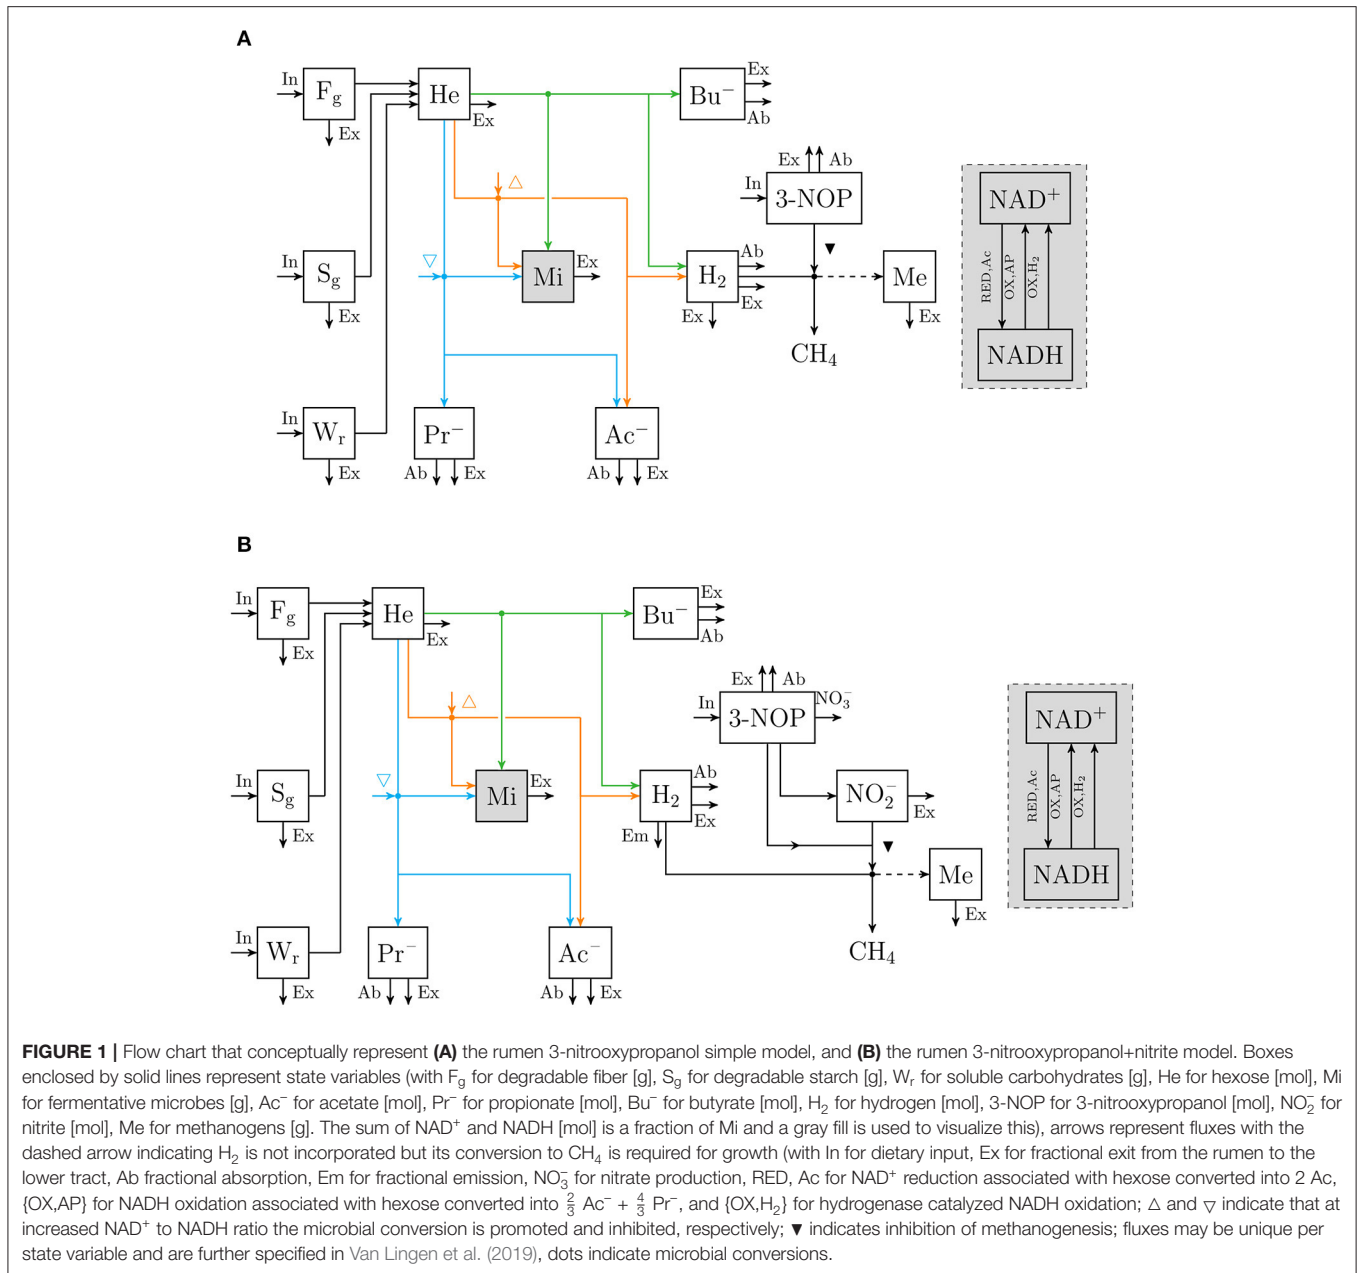 A
In
F_g
Ex
He
Ex
Bu⁻
Ex
Ab
Ex
Ab
In
3-NOP
▼
△
▽
In
S_g
Ex
Mi
Ex
H₂
Ab
Ex
Ex
Me
Ex
CH₄
NAD⁺
RED,Ac
OX,AP
OX,H₂
NADH
In
W_r
Ex
Pr⁻
Ab
Ex
Ac⁻
Ab
Ex
B
In
F_g
Ex
He
Ex
Bu⁻
Ex
Ab
Ex
Ab
In
3-NOP
NO₃⁻
△
▽
In
S_g
Ex
Mi
Ex
H₂
Ab
Ex
Em
NO₂⁻
Ex
▼
Me
Ex
CH₄
NAD⁺
RED,Ac
OX,AP
OX,H₂
NADH
In
W_r
Ex
Pr⁻
Ab
Ex
Ac⁻
Ab
Ex
FIGURE 1 | Flow chart that conceptually represent (A) the rumen 3-nitrooxypropanol simple model, and (B) the rumen 3-nitrooxypropanol+nitrite model. Boxes
enclosed by solid lines represent state variables (with F_g for degradable fiber [g], S_g for degradable starch [g], W_r for soluble carbohydrates [g], He for hexose [mol], Mi
for fermentative microbes [g], Ac⁻ for acetate [mol], Pr⁻ for propionate [mol], Bu⁻ for butyrate [mol], H₂ for hydrogen [mol], 3-NOP for 3-nitrooxypropanol [mol], NO₂⁻ for
nitrite [mol], Me for methanogens [g]. The sum of NAD⁺ and NADH [mol] is a fraction of Mi and a gray fill is used to visualize this), arrows represent fluxes with the
dashed arrow indicating H₂ is not incorporated but its conversion to CH₄ is required for growth (with In for dietary input, Ex for fractional exit from the rumen to the
lower tract, Ab fractional absorption, Em for fractional emission, NO₃⁻ for nitrate production, RED, Ac for NAD⁺ reduction associated with hexose converted into 2 Ac,
{OX,AP} for NADH oxidation associated with hexose converted into 2/3 Ac⁻ + 4/3 Pr⁻, and {OX,H₂} for hydrogenase catalyzed NADH oxidation; △ and ▽ indicate that at
increased NAD⁺ to NADH ratio the microbial conversion is promoted and inhibited, respectively; ▼ indicates inhibition of methanogenesis; fluxes may be unique per
state variable and are further specified in Van Lingen et al. (2019), dots indicate microbial conversions.